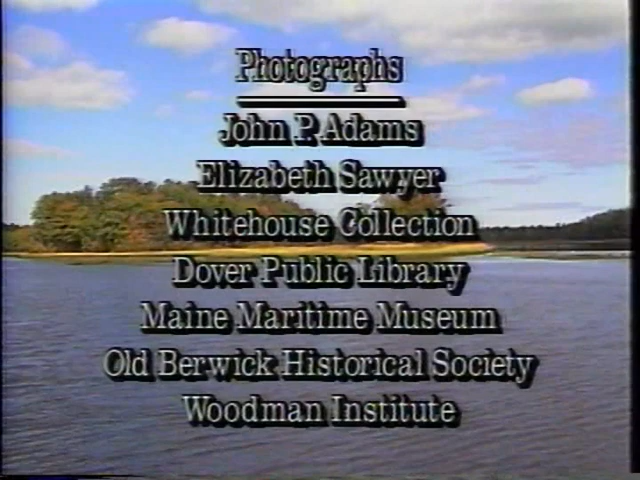 Photographs
John P. Adams
Elizabeth Sawyer
Whitehouse Collection
Dover Public Library
Maine Maritime Museum
Old Berwick Historical Society
Woodman Institute